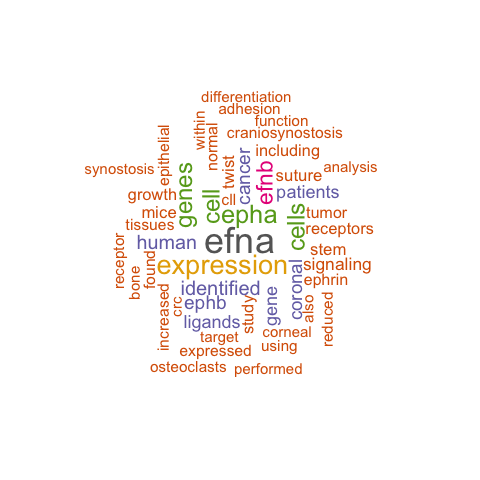 differentiation
adhesion
function
craniosynostosis
within
normal
epithelial
synostosis
twist
cancer
efnb
including
suture
analysis
genes
cell
cll
patients
growth
mice
tissues
cepha
cells
tumor
receptors
human
efna
stem
signaling
receptor
bone
found
expression
ephrin
identified
coronal
also
reduced
increased
crc
ephb
gene
study
ligands
corneal
target
using
expressed
osteoclasts
performed